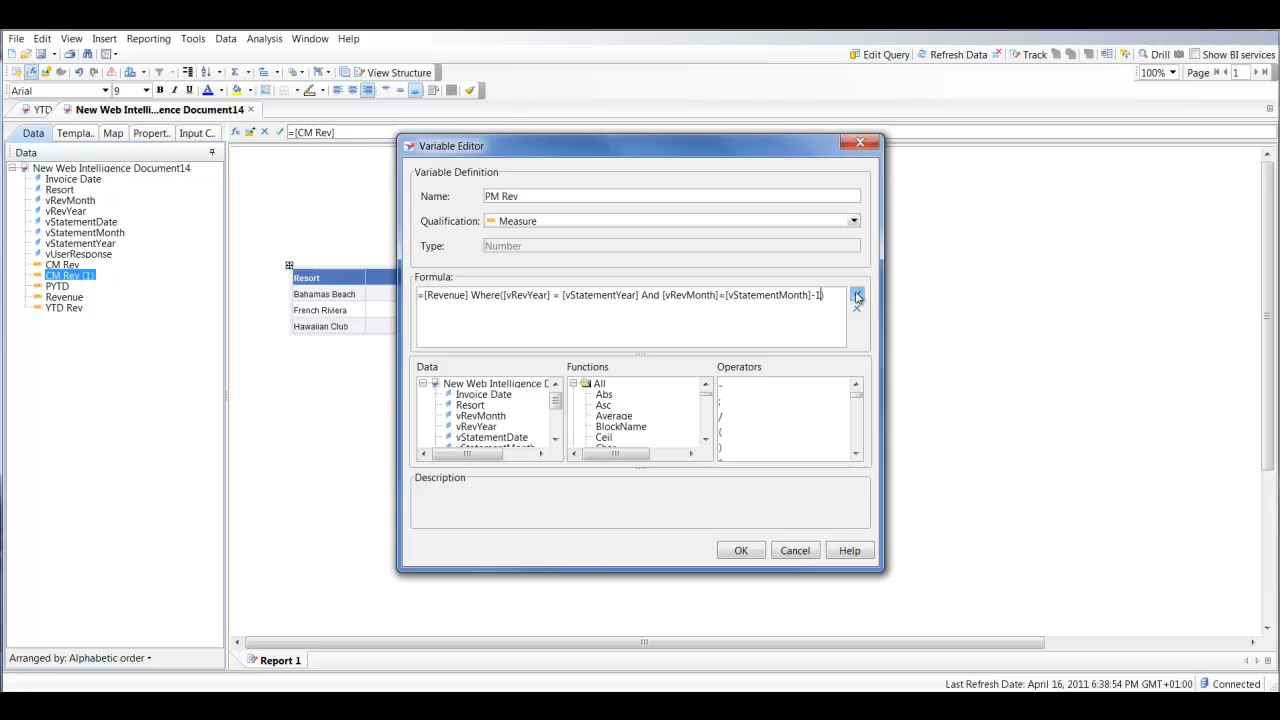 File Edit View Insert Reporting Tools Data Analysis Window Help
Edit Query Refresh Data Track Drill Show BI services
View Structure 100% Page 1
Arial 9 B I U A
YTD New Web Intelli...ence Document14 ×
Data Templa.. Map Propert.. Input C.. =[CM Rev]
Data
New Web Intelligence Document14
Invoice Date
Resort
vRevMonth
vRevYear
vStatementDate
vStatementMonth
vStatementYear
vUserResponse
CM Rev
CM Rev (1)
PYTD
Revenue
YTD Rev
Resort
Bahamas Beach
French Riviera
Hawaiian Club
Variable Editor
Variable Definition
Name: PM Rev
Qualification: Measure
Type: Number
Formula:
=[Revenue] Where([vRevYear] = [vStatementYear] And [vRevMonth]=[vStatementMonth]-1)
Data Functions Operators
New Web Intelligence D
Invoice Date
Resort
vRevMonth
vRevYear
vStatementDate
All
Abs
Asc
Average
BlockName
Ceil
-
;
/
(
)
Description
OK Cancel Help
Arranged by: Alphabetic order
Report 1
Last Refresh Date: April 16, 2011 6:38:54 PM GMT+01:00 Connected